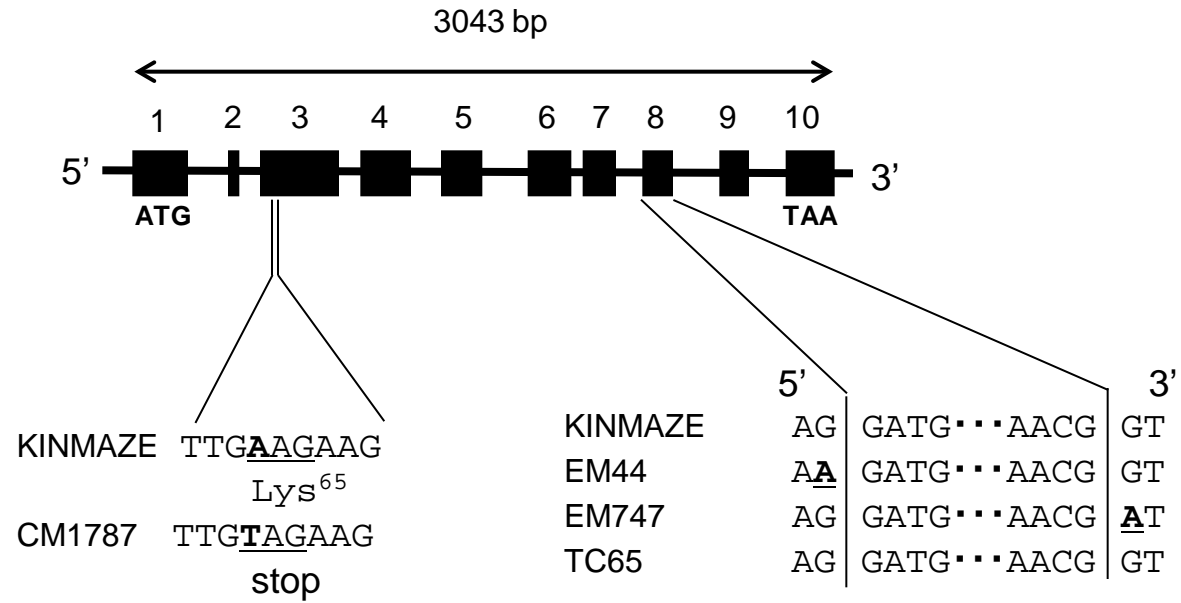 3043 bp
1 2 3 4 5 6 7 8 9 10
5’ 3’
ATG TAA
5’ 3’
KINMAZE TTGAAGAAG
Lys65
CM1787 TTGTAGAAG
stop
KINMAZE AG GATG···AACG GT
EM44 AA GATG···AACG GT
EM747 AG GATG···AACG AT
TC65 AG GATG···AACG GT